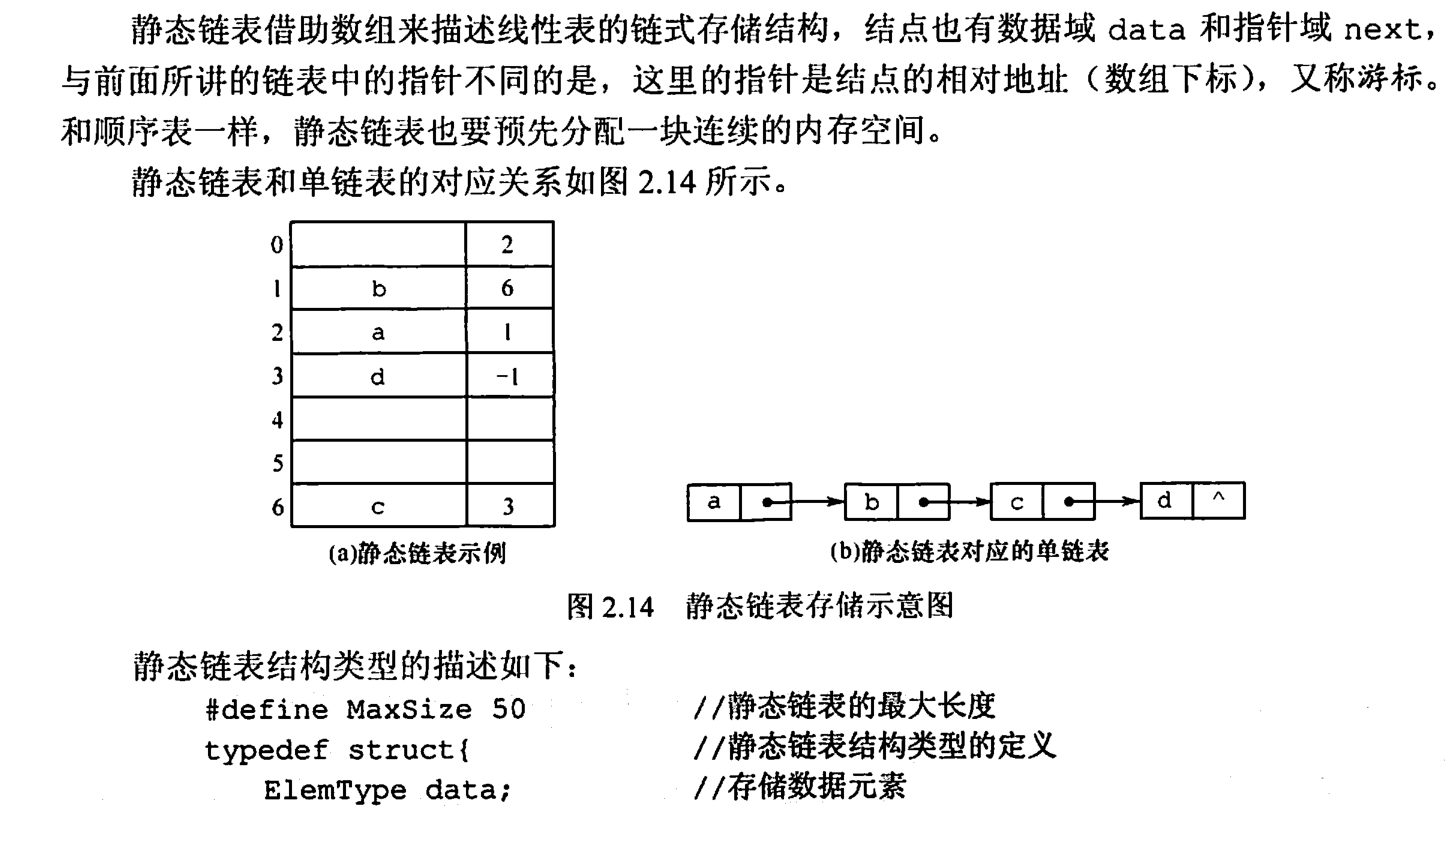 静态链表借助数组来描述线性表的链式存储结构，结点也有数据域 data 和指针域 next，
与前面所讲的链表中的指针不同的是，这里的指针是结点的相对地址（数组下标），又称游标。
和顺序表一样，静态链表也要预先分配一块连续的内存空间。
静态链表和单链表的对应关系如图 2.14 所示。
0 2
1 b 6
2 a 1
3 d -1
4
5
6 c 3
a b c d ^
(a)静态链表示例 (b)静态链表对应的单链表
图 2.14 静态链表存储示意图
静态链表结构类型的描述如下：
#define MaxSize 50 //静态链表的最大长度
typedef struct{ //静态链表结构类型的定义
ElemType data; //存储数据元素